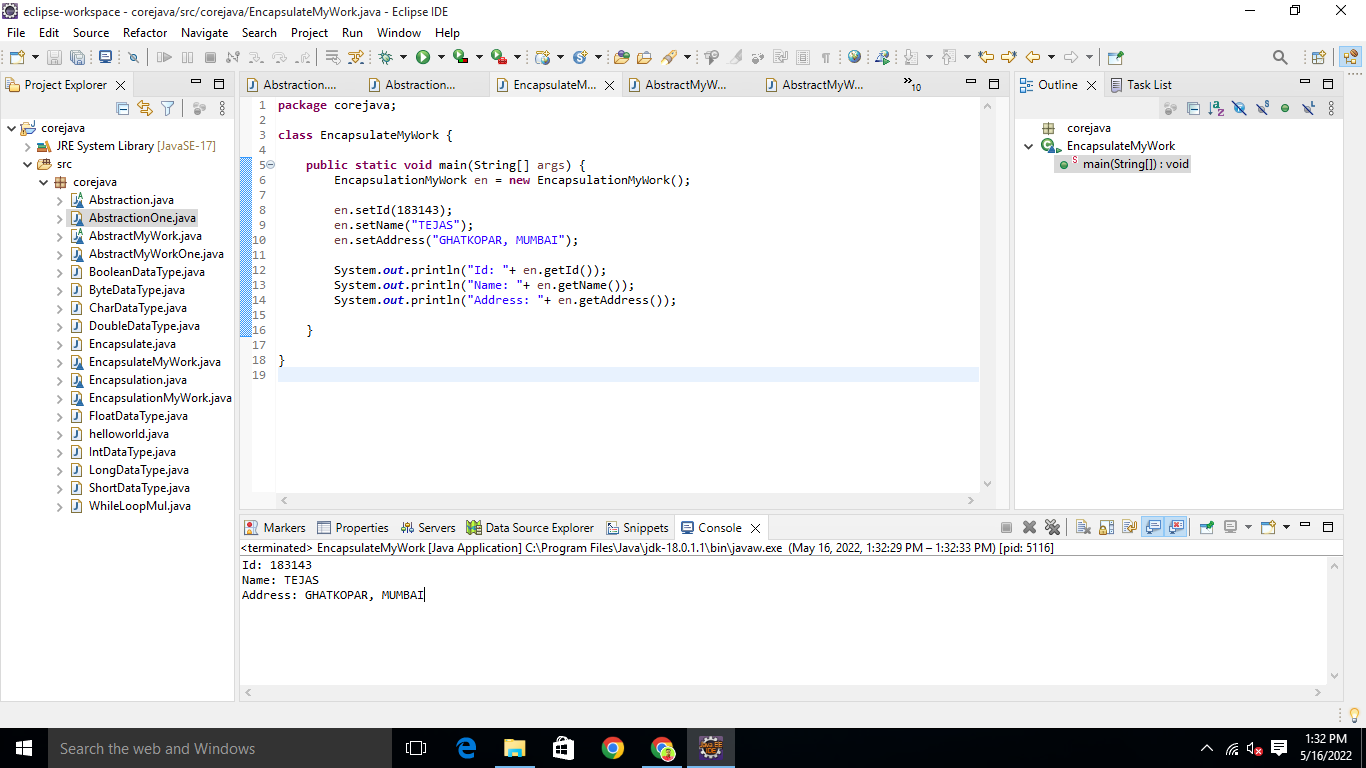 eclipse-workspace - corejava/src/corejava/EncapsulateMyWork.java - Eclipse IDE
File Edit Source Refactor Navigate Search Project Run Window Help
Project Explorer
corejava
JRE System Library [JavaSE-17]
src
corejava
Abstraction.java
AbstractionOne.java
AbstractMyWork.java
AbstractMyWorkOne.java
BooleanDataType.java
ByteDataType.java
CharDataType.java
DoubleDataType.java
Encapsulate.java
EncapsulateMyWork.java
Encapsulation.java
EncapsulationMyWork.java
FloatDataType.java
helloworld.java
IntDataType.java
LongDataType.java
ShortDataType.java
WhileLoopMul.java
Abstraction.... Abstraction... EncapsulateM... AbstractMyW... AbstractMyW... »10
1 package corejava;
2
3 class EncapsulateMyWork {
4
5 public static void main(String[] args) {
6 EncapsulationMyWork en = new EncapsulationMyWork();
7
8 en.setId(183143);
9 en.setName("TEJAS");
10 en.setAddress("GHATKOPAR, MUMBAI");
11
12 System.out.println("Id: "+ en.getId());
13 System.out.println("Name: "+ en.getName());
14 System.out.println("Address: "+ en.getAddress());
15
16 }
17
18 }
19
Outline Task List
corejava
EncapsulateMyWork
main(String[]) : void
Markers Properties Servers Data Source Explorer Snippets Console
<terminated> EncapsulateMyWork [Java Application] C:\Program Files\Java\jdk-18.0.1.1\bin\javaw.exe (May 16, 2022, 1:32:29 PM – 1:32:33 PM) [pid: 5116]
Id: 183143
Name: TEJAS
Address: GHATKOPAR, MUMBAI
Search the web and Windows
1:32 PM
5/16/2022